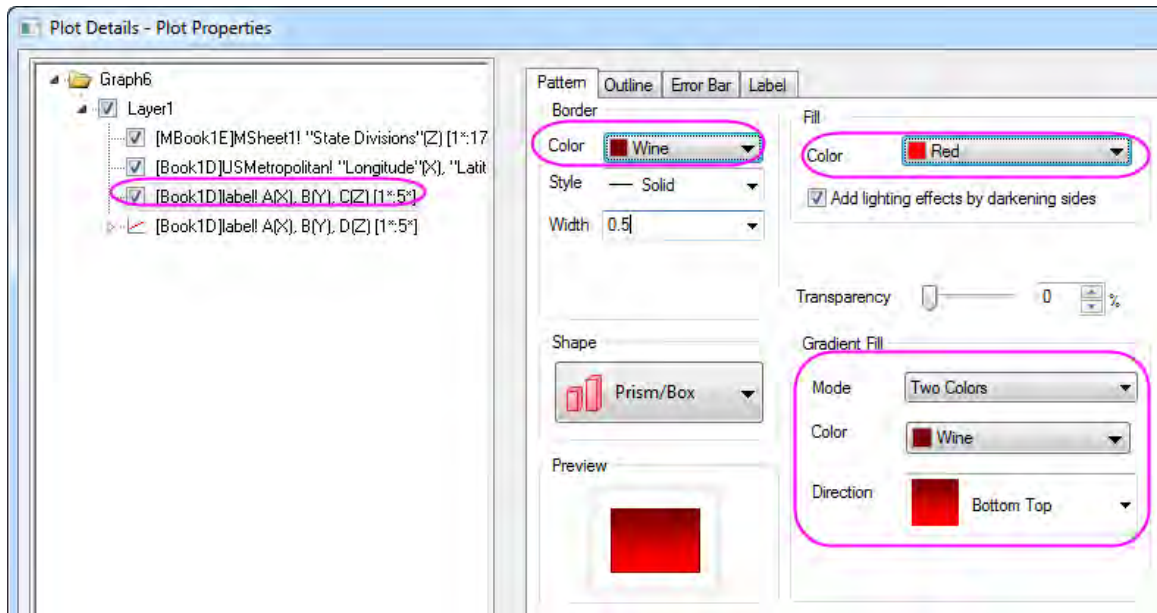 Plot Details - Plot Properties
Graph6
Layer1
[MBook1E]MSheet1! "State Divisions"(Z) [1*:17
[Book1D]USMetropolitan! "Longitude"(X), "Latit
[Book1D]label! A(X), B(Y), C(Z) [1*:5*]
[Book1D]label! A(X), B(Y), D(Z) [1*:5*]
Pattern Outline Error Bar Label
Border
Color Wine
Style Solid
Width 0.5
Shape
Prism/Box
Preview
Fill
Color Red
Add lighting effects by darkening sides
Transparency 0 %
Gradient Fill
Mode Two Colors
Color Wine
Direction Bottom Top